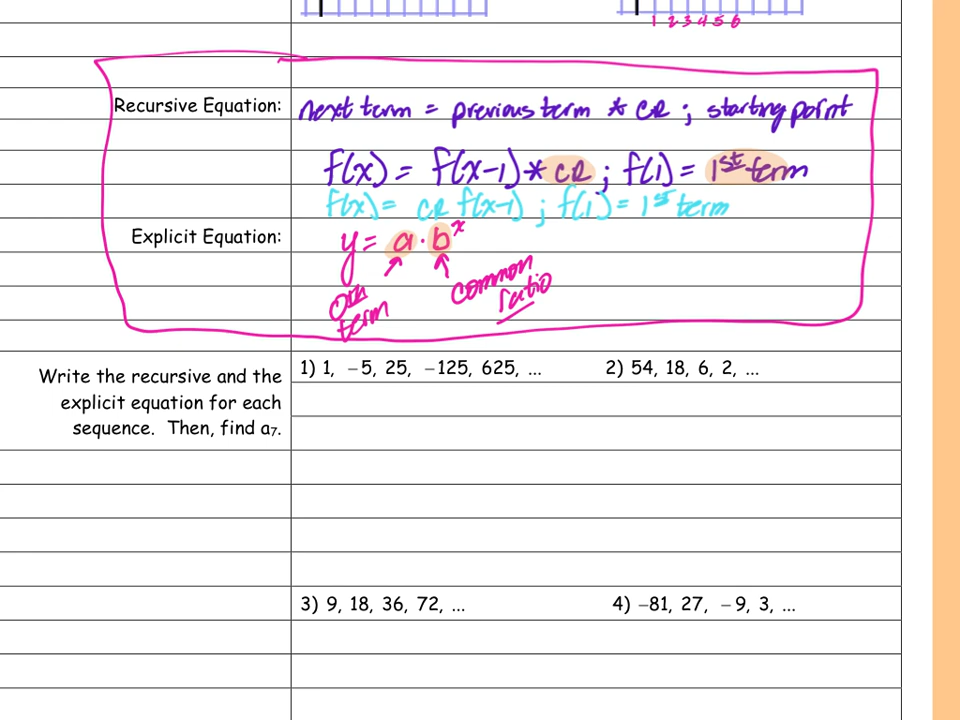 1 2 3 4 5 6
Recursive Equation: next term = previous term * CR ; starting point
f(x) = f(x-1) * CR ; f(1) = 1st term
f(x) = CR f(x-1) ; f(1) = 1st term
Explicit Equation: y = a · b^x
0th term
common ratio
Write the recursive and the explicit equation for each sequence. Then, find a₇.
1) 1, −5, 25, −125, 625, ...
2) 54, 18, 6, 2, ...
3) 9, 18, 36, 72, ...
4) −81, 27, −9, 3, ...